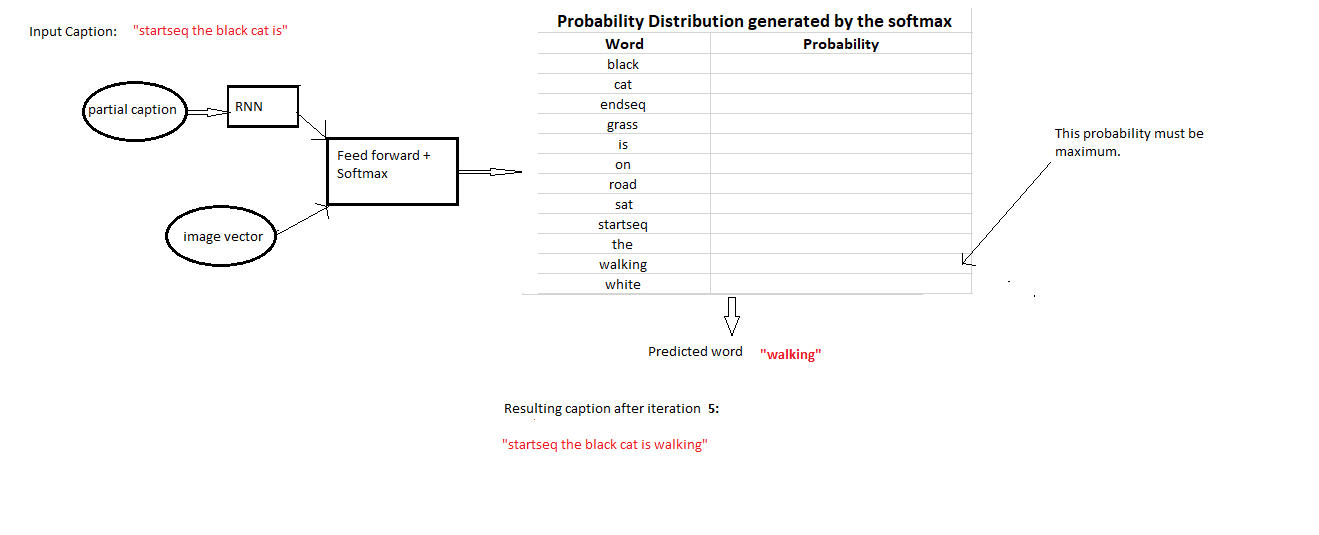 Input Caption: "startseq the black cat is"
partial caption
RNN
Feed forward +
Softmax
image vector
Probability Distribution generated by the softmax
Word Probability
black
cat
endseq
grass
is
on
road
sat
startseq
the
walking
white
This probability must be
maximum.
Predicted word "walking"
Resulting caption after iteration 5:
"startseq the black cat is walking"